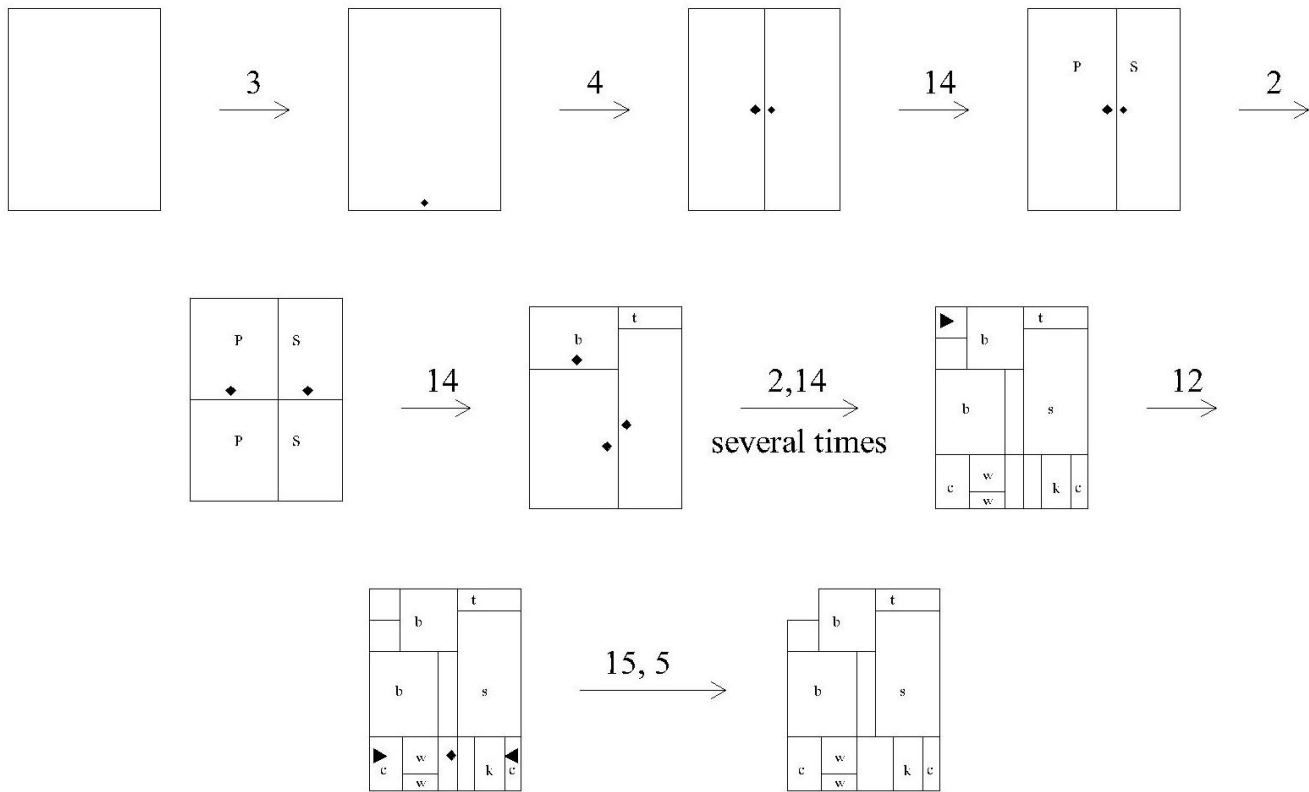 3 4 14 2
P S
P S
P S
14
t
b
2,14
several times
t
b
b s
c w w k c
12
t
b
b s
c w w k c
15, 5
t
b
b s
c w w k c